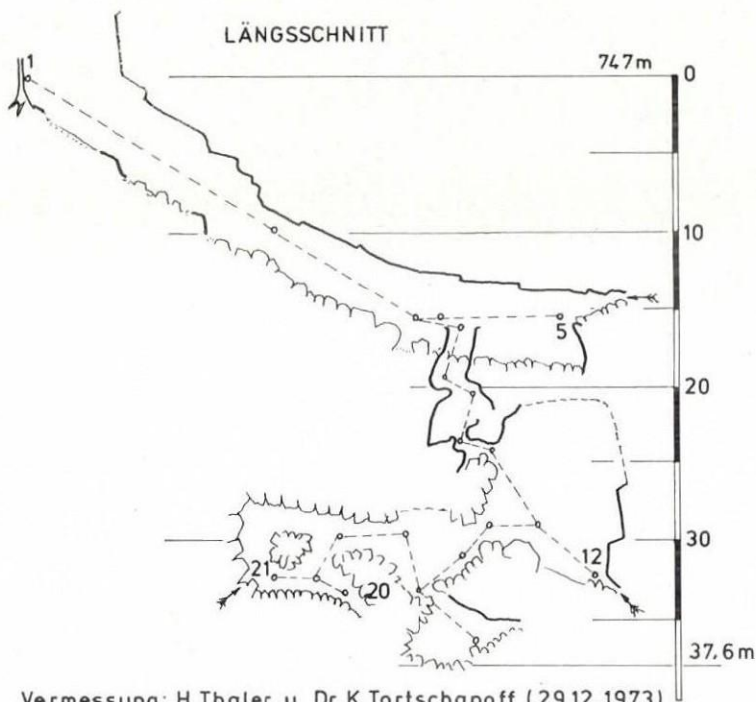 LÄNGSSCHNITT
1
747m
0
10
5
20
30
12
21
20
37,6m
Vermessung: H.Thaler u. Dr.K.Tortschanoff (29.12.1973)